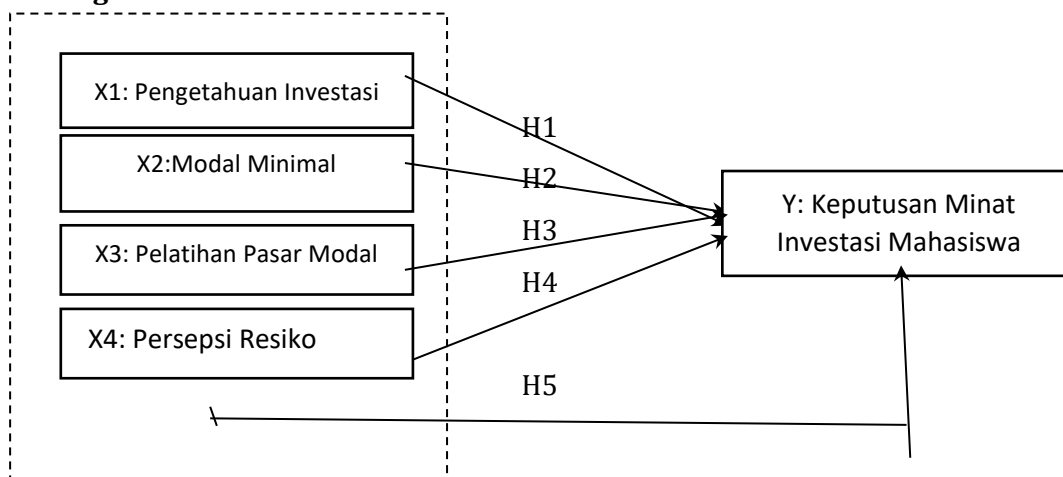 X1: Pengetahuan Investasi
H1
X2:Modal Minimal
H2
Y: Keputusan Minat
Investasi Mahasiswa
X3: Pelatihan Pasar Modal
H3
H4
X4: Persepsi Resiko
H5